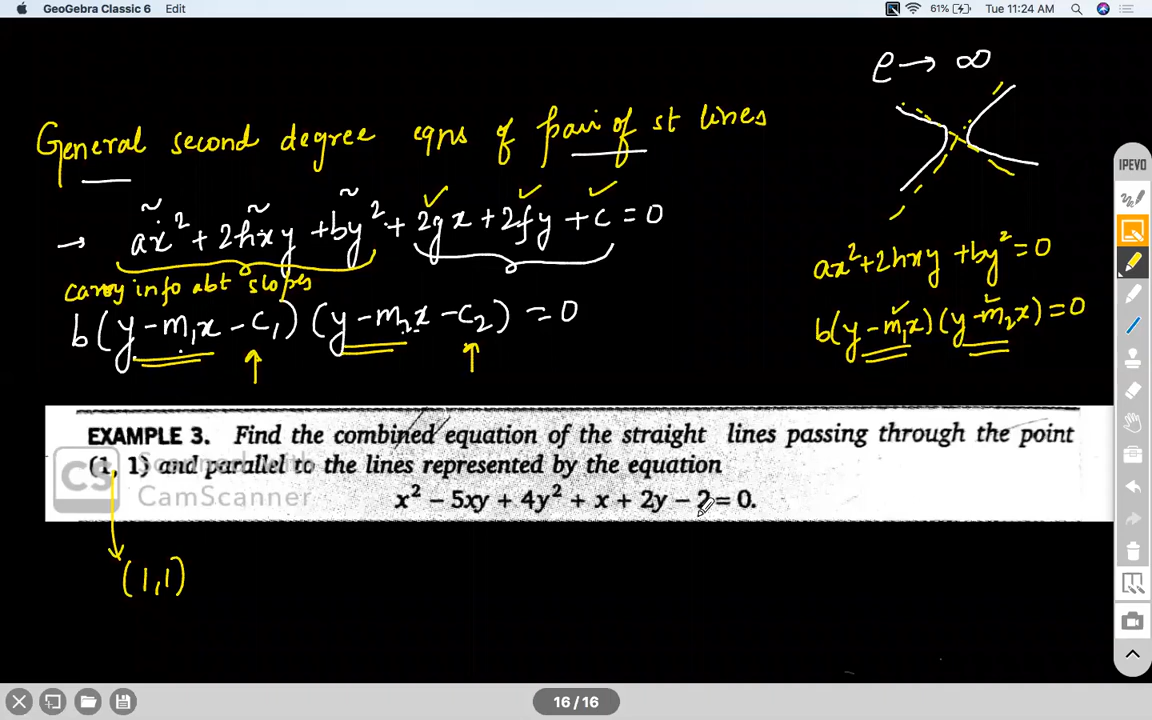 GeoGebra Classic 6 Edit 61% Tue 11:24 AM
e → ∞
General second degree eqns of pair of st lines
→ ax² + 2hxy + by² + 2gx + 2fy + c = 0
carry info abt slopes
b(y - m₁x - c₁) (y - m₂x - c₂) = 0
ax² + 2hxy + by² = 0
b(y - m₁x) (y - m₂x) = 0
IPEVO
EXAMPLE 3. Find the combined equation of the straight lines passing through the point
(1, 1) and parallel to the lines represented by the equation
x² − 5xy + 4y² + x + 2y − 2 = 0.
CS
CamScanner
(1,1)
16 / 16